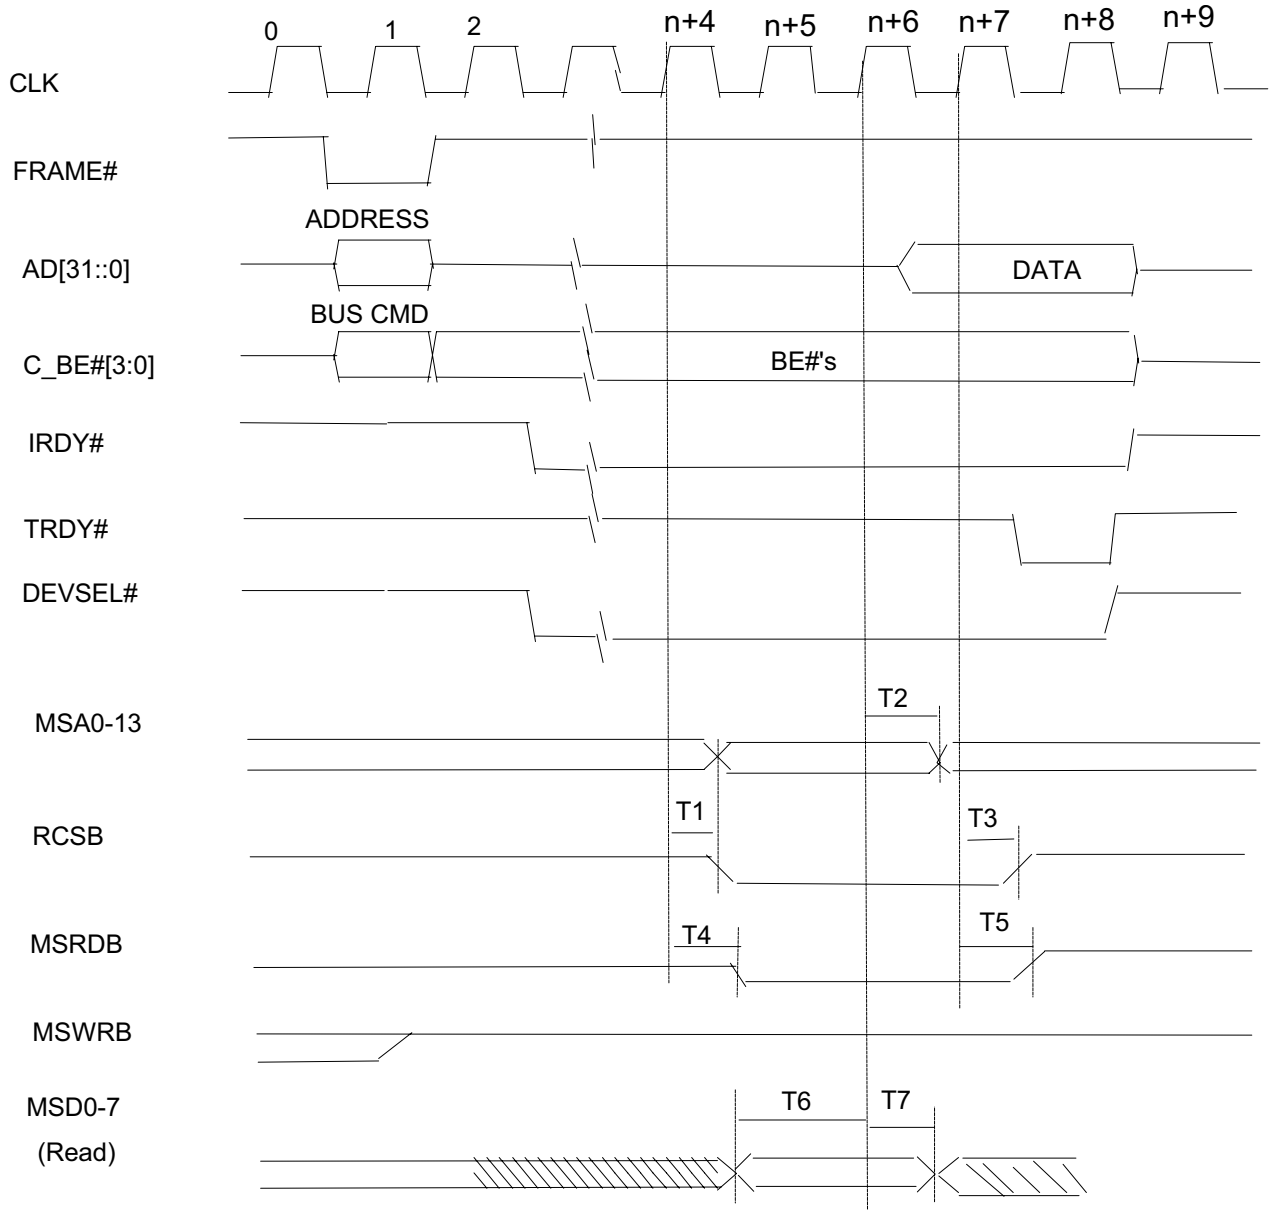 0 1 2 n+4 n+5 n+6 n+7 n+8 n+9
CLK
FRAME#
ADDRESS
AD[31::0] DATA
BUS CMD
C_BE#[3:0] BE#'s
IRDY#
TRDY#
DEVSEL#
T2
MSA0-13
T1 T3
RCSB
T4 T5
MSRDB
MSWRB
T6 T7
MSD0-7
(Read)